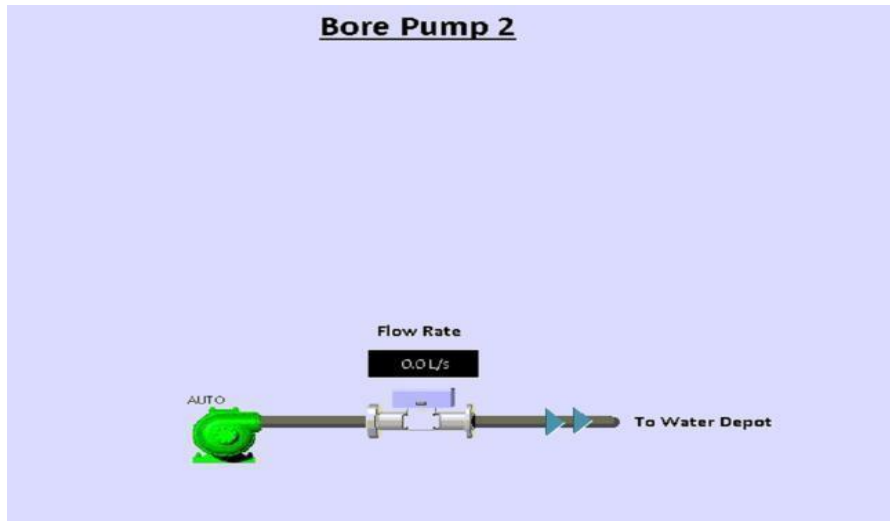 Bore Pump 2
Flow Rate
0.0 L/s
AUTO
To Water Depot